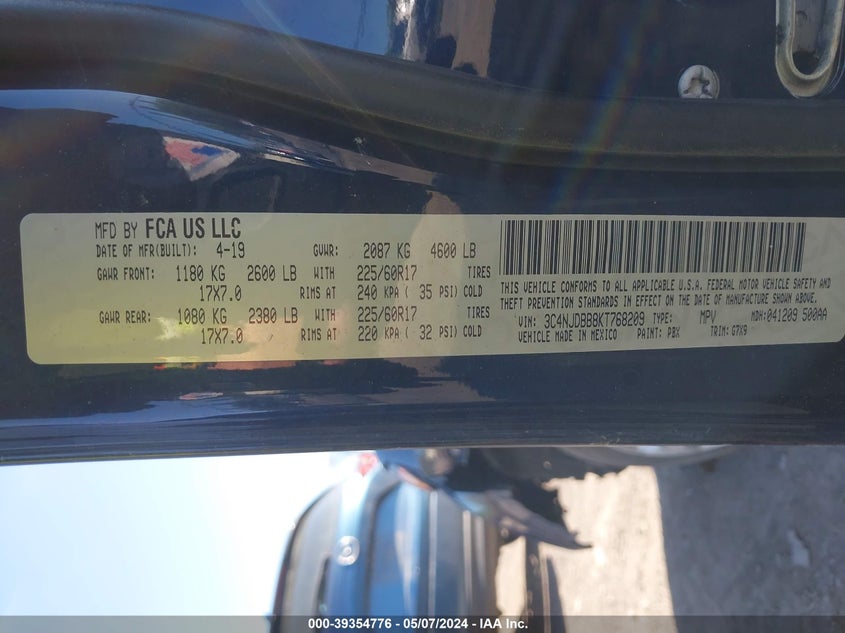 MFD BY FCA US LLC
DATE OF MFR(BUILT): 4-19 GVWR: 2087 KG 4600 LB
GAWR FRONT: 1180 KG 2600 LB WITH 225/60R17 TIRES
17X7.0 RIMS AT 240 KPA ( 35 PSI) COLD
GAWR REAR: 1080 KG 2380 LB WITH 225/60R17 TIRES
17X7.0 RIMS AT 220 KPA ( 32 PSI) COLD
THIS VEHICLE CONFORMS TO ALL APPLICABLE U.S.A. FEDERAL MOTOR VEHICLE SAFETY AND
THEFT PREVENTION STANDARDS IN EFFECT ON THE DATE OF MANUFACTURE SHOWN ABOVE.
VIN: 3C4NJDBB8KT768209 TYPE: MPV MDH:041209 500AA
VEHICLE MADE IN MEXICO PAINT: PBX TRIM: G7X9
000-39354776 - 05/07/2024 - IAA Inc.